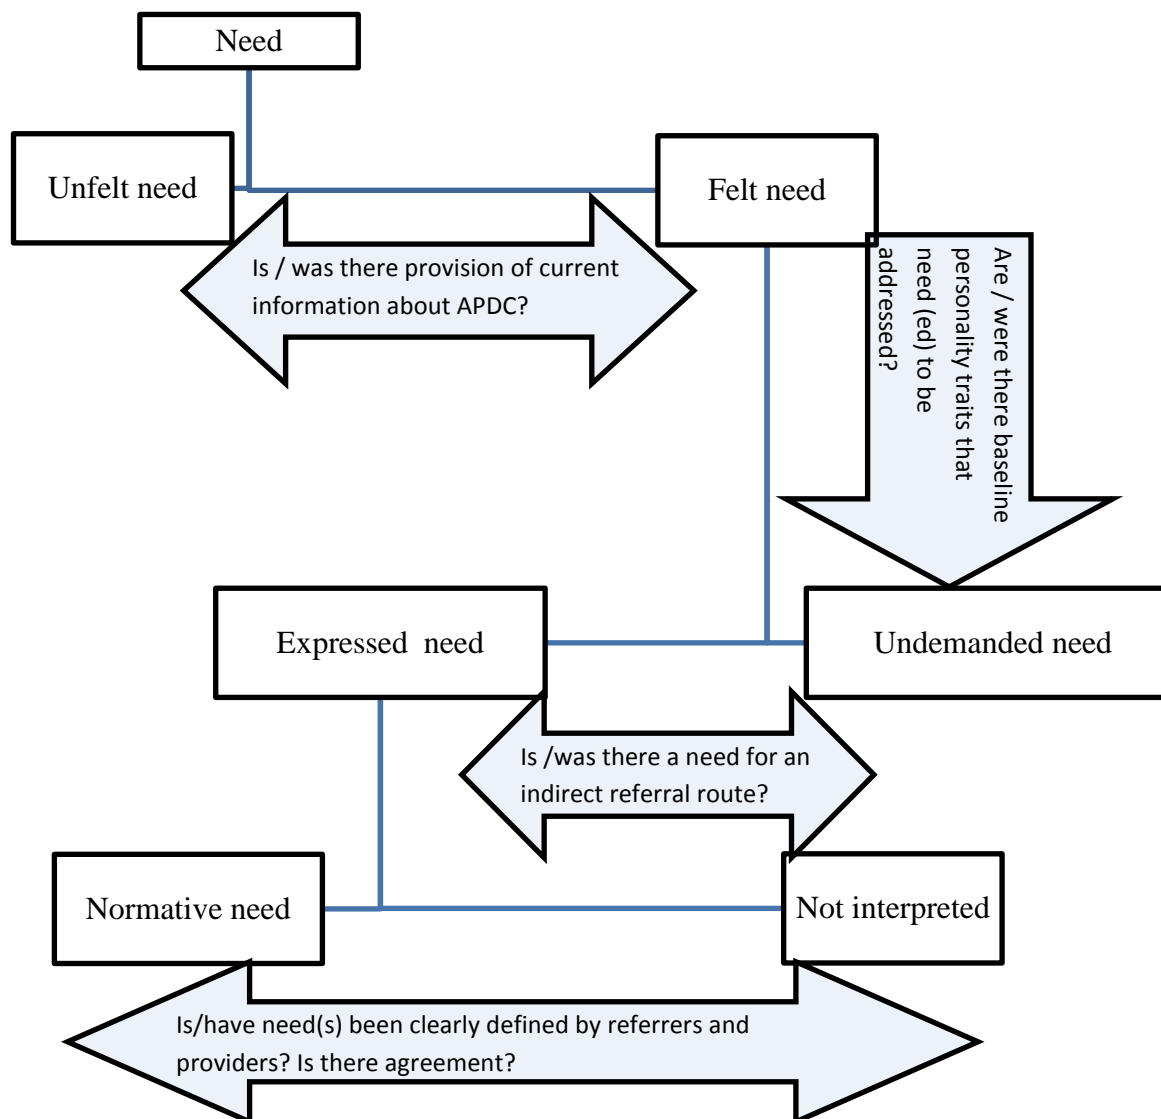 Need
Unfelt need
Felt need
Is / was there provision of current
information about APDC?
Are / were there baseline
personality traits that
need (ed) to be
addressed?
Expressed  need
Undemanded need
Is /was there a need for an
indirect referral route?
Normative need
Not interpreted
Is/have need(s) been clearly defined by referrers and
providers? Is there agreement?